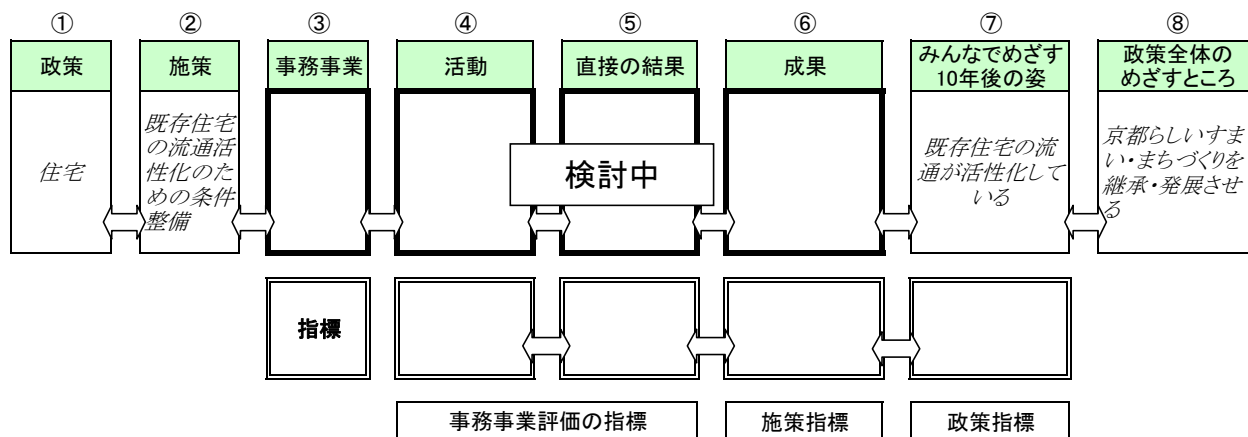 ① ② ③ ④ ⑤ ⑥ ⑦ ⑧
政策
施策
事務事業
活動
直接の結果
成果
みんなでめざす
10年後の姿
政策全体の
めざすところ
住宅
既存住宅
の流通活
性化のた
めの条件
整備
検討中
既存住宅の流
通が活性化して
いる
京都らしいすま
い・まちづくりを
継承・発展させ
る
指標
事務事業評価の指標
施策指標
政策指標